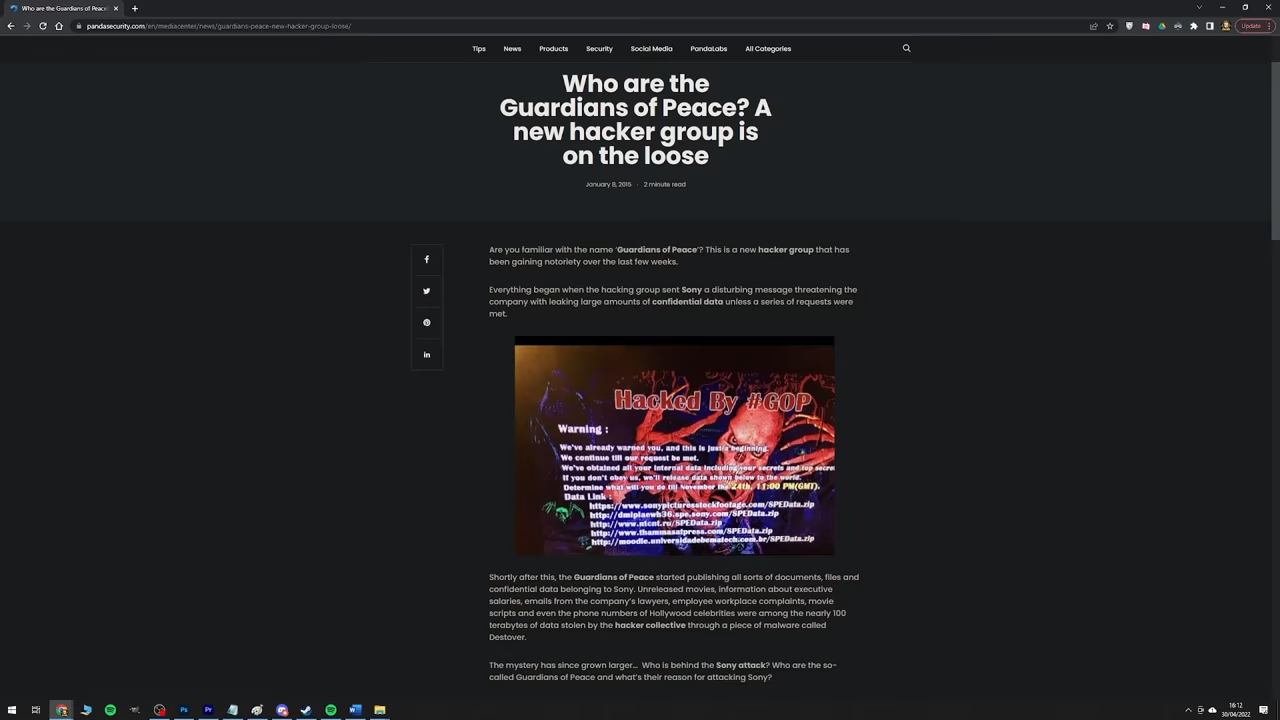 Who are the Guardians of Peace
pandasecurity.com/en/mediacenter/news/guardians-peace-new-hacker-group-loose/
Update
Tips News Products Security Social Media PandaLabs All Categories
Who are the
Guardians of Peace? A
new hacker group is
on the loose
January 8, 2015 · 2 minute read
Are you familiar with the name ‘Guardians of Peace’? This is a new hacker group that has
been gaining notoriety over the last few weeks.
Everything began when the hacking group sent Sony a disturbing message threatening the
company with leaking large amounts of confidential data unless a series of requests were
met.
Hacked By #GOP
Warning :
We've already warned you, and this is just a beginning.
We continue till our request be met.
We've obtained all your internal data including your secrets and top secre
If you don't obey us, we'll release data shown below to the world.
Determine what will you do till November the 24th, 11:00 PM(GMT).
Data Link :
https://www.sonypicturesstockfootage.com/SPEData.zip
http://dmiplaewh36.spe.sony.com/SPEData.zip
http://www.ntcnt.ru/SPEData.zip
http://www.thammasatpress.com/SPEData.zip
http://moodle.universidadebematech.com.br/SPEData.zip
Shortly after this, the Guardians of Peace started publishing all sorts of documents, files and
confidential data belonging to Sony. Unreleased movies, information about executive
salaries, emails from the company's lawyers, employee workplace complaints, movie
scripts and even the phone numbers of Hollywood celebrities were among the nearly 100
terabytes of data stolen by the hacker collective through a piece of malware called
Destover.
The mystery has since grown larger… Who is behind the Sony attack? Who are the so-
called Guardians of Peace and what's their reason for attacking Sony?
16:12
30/04/2022